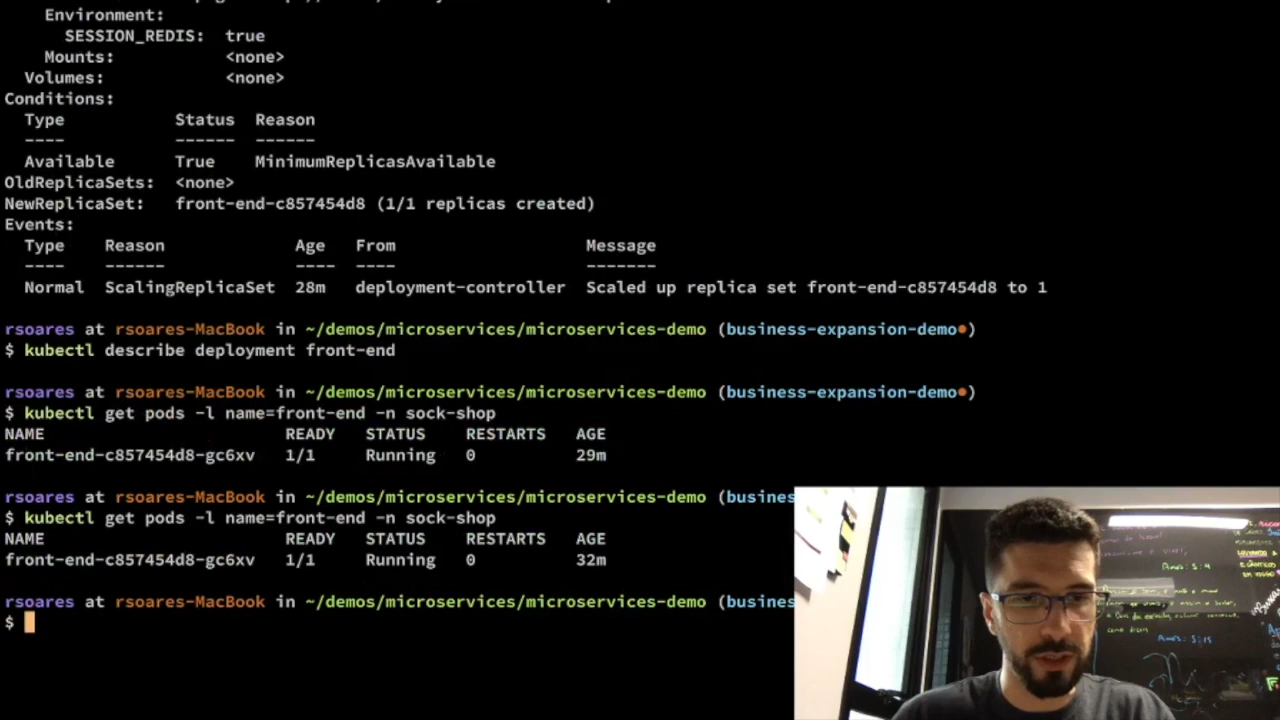 Environment:
SESSION_REDIS: true
Mounts: <none>
Volumes: <none>
Conditions:
Type Status Reason
---- ------ ------
Available True MinimumReplicasAvailable
OldReplicaSets: <none>
NewReplicaSet: front-end-c857454d8 (1/1 replicas created)
Events:
Type Reason Age From Message
---- ------ ---- ---- -------
Normal ScalingReplicaSet 28m deployment-controller Scaled up replica set front-end-c857454d8 to 1
rsoares at rsoares-MacBook in ~/demos/microservices/microservices-demo (business-expansion-demo●)
$ kubectl describe deployment front-end
rsoares at rsoares-MacBook in ~/demos/microservices/microservices-demo (business-expansion-demo●)
$ kubectl get pods -l name=front-end -n sock-shop
NAME READY STATUS RESTARTS AGE
front-end-c857454d8-gc6xv 1/1 Running 0 29m
rsoares at rsoares-MacBook in ~/demos/microservices/microservices-demo (busines
$ kubectl get pods -l name=front-end -n sock-shop
NAME READY STATUS RESTARTS AGE
front-end-c857454d8-gc6xv 1/1 Running 0 32m
rsoares at rsoares-MacBook in ~/demos/microservices/microservices-demo (busines
$